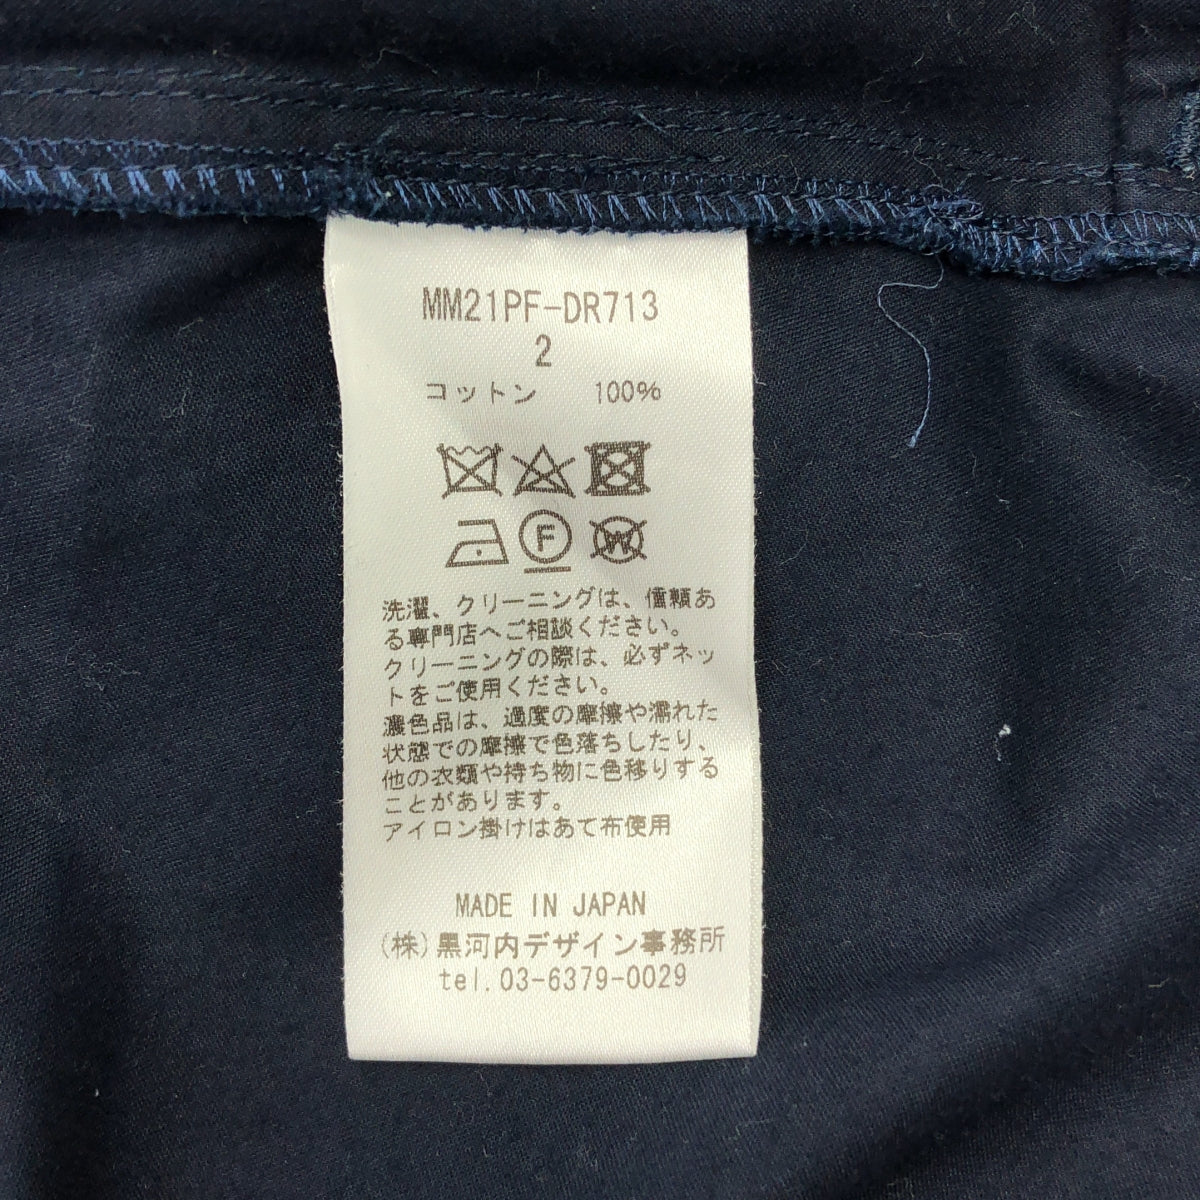 MM21PF-DR713
2
コットン 100%
F
W
洗濯、クリーニングは、信頼あ
る専門店へご相談ください。
クリーニングの際は、必ずネッ
トをご使用ください。
濃色品は、過度の摩擦や濡れた
状態での摩擦で色落ちしたり、
他の衣類や持ち物に色移りする
ことがあります。
アイロン掛けはあて布使用
MADE IN JAPAN
(株)黒河内デザイン事務所
tel.03-6379-0029